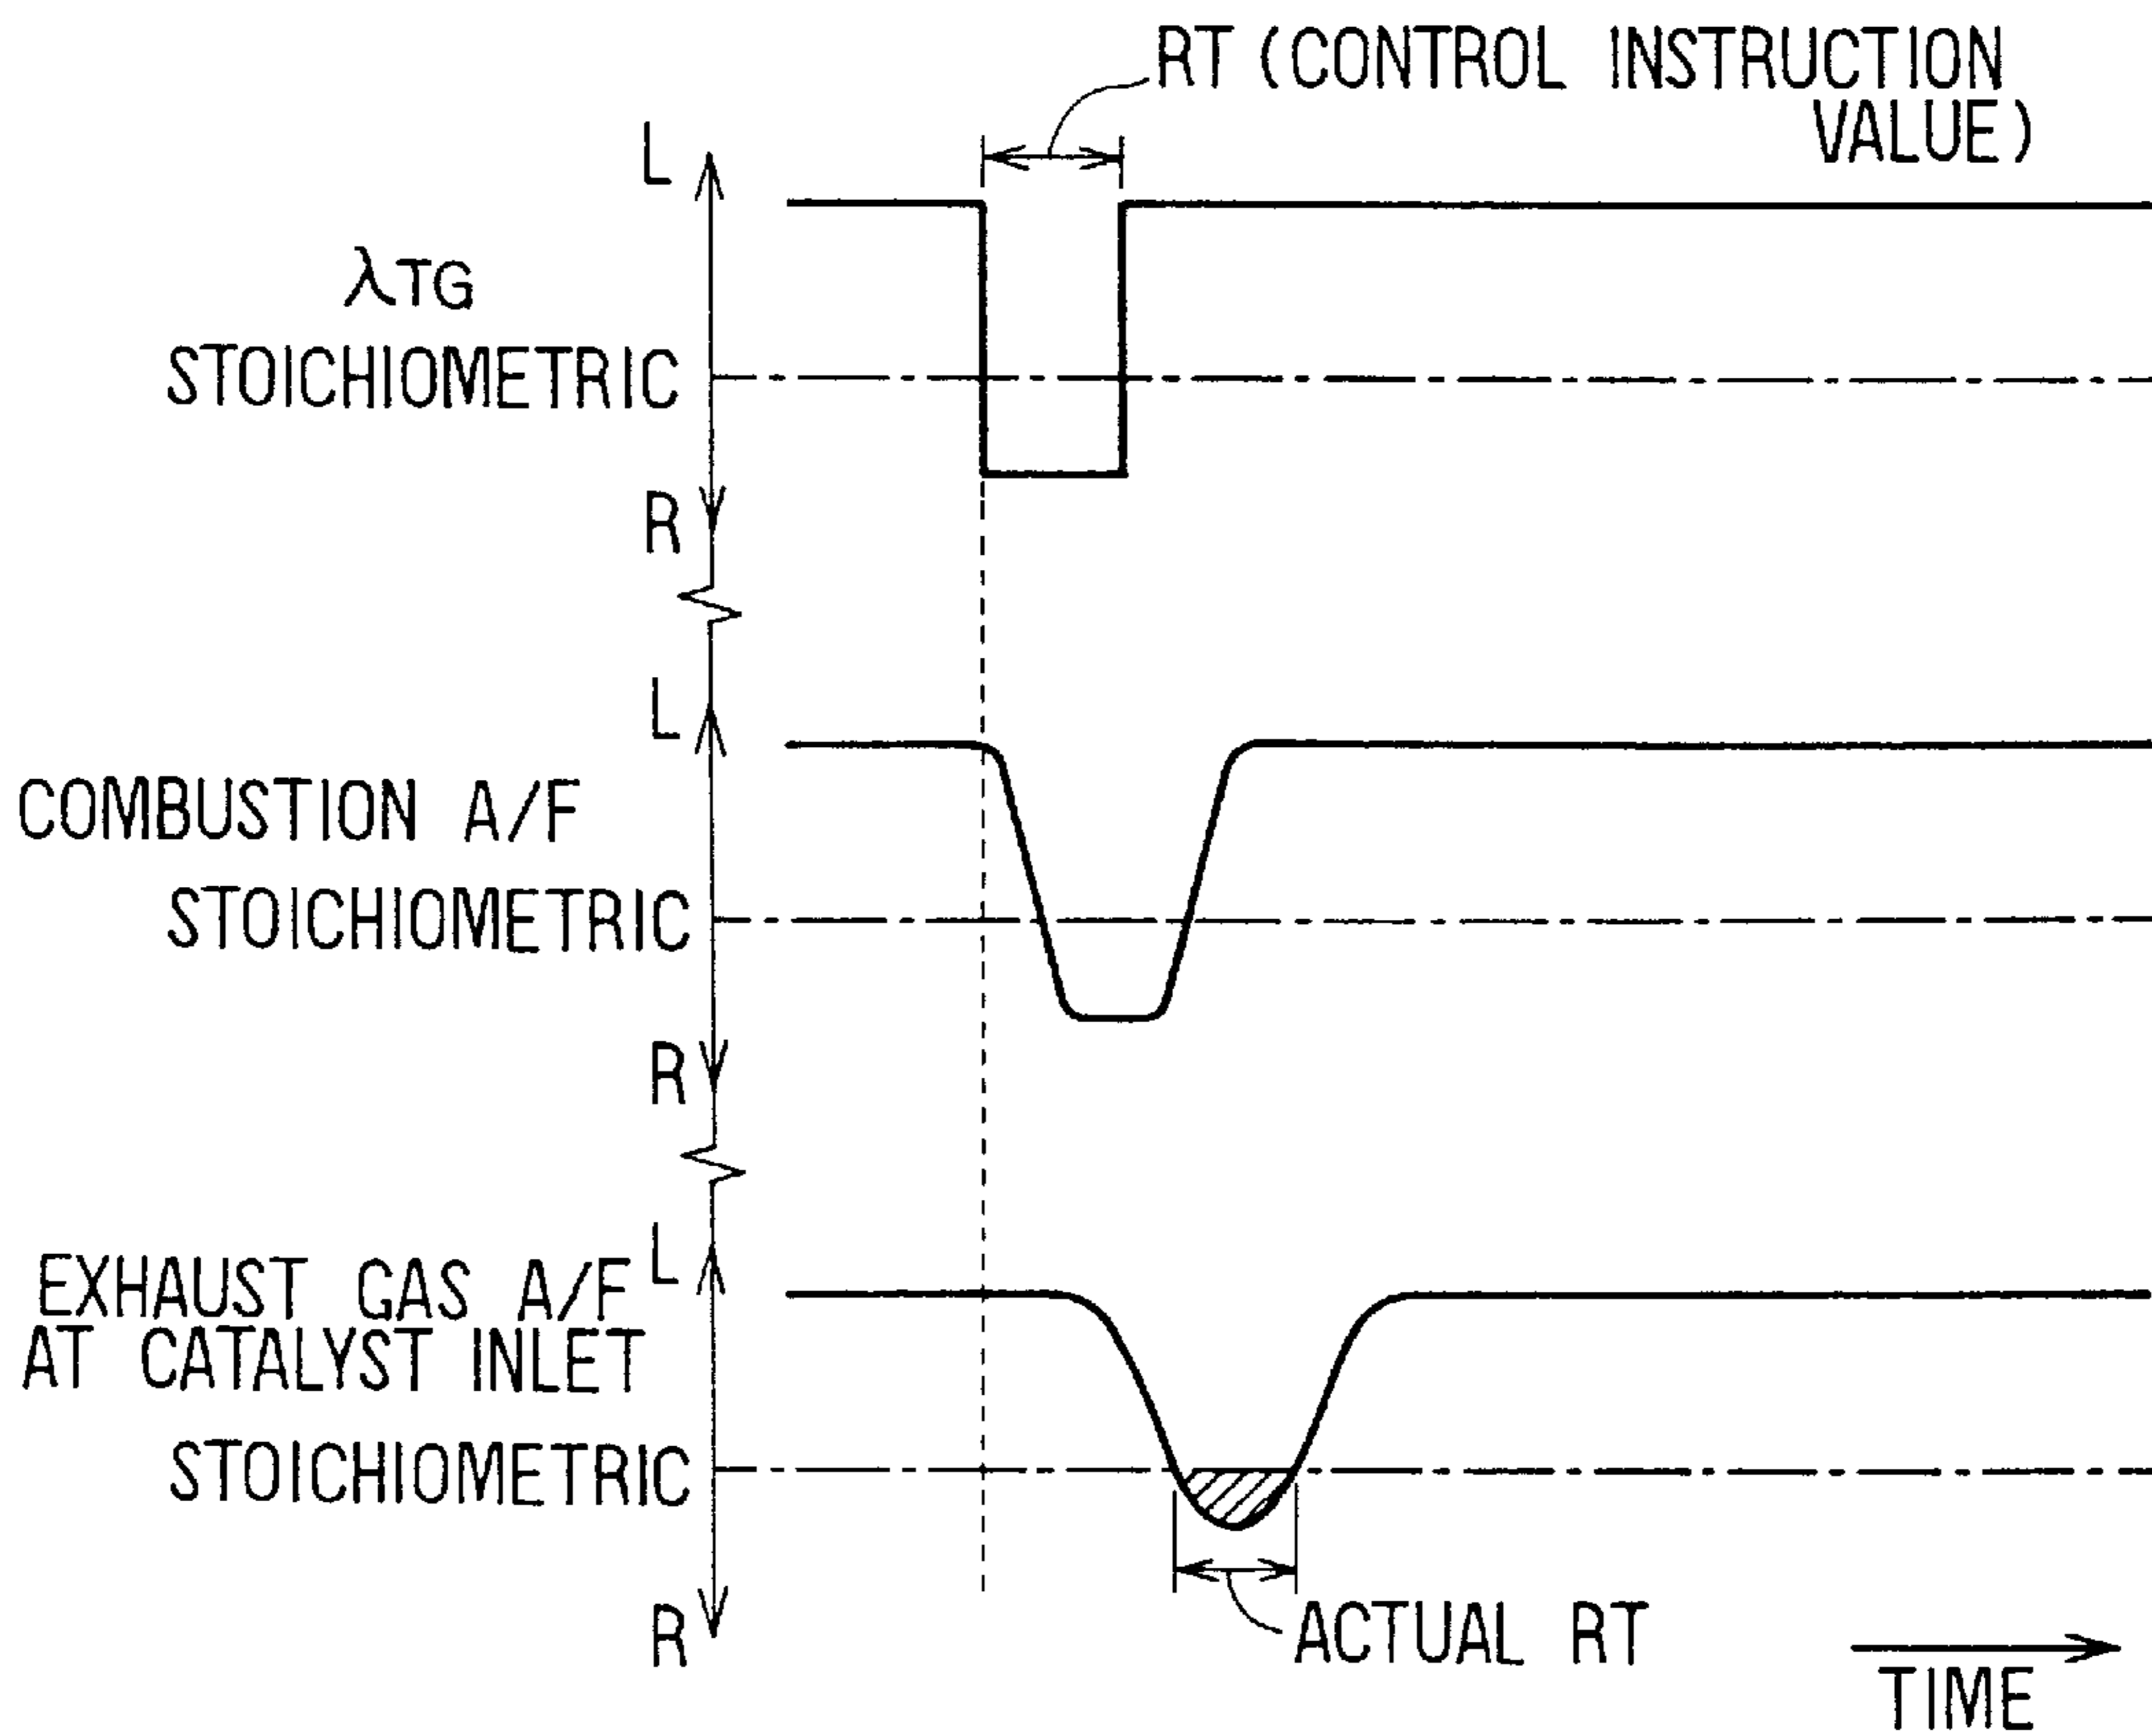 RT (CONTROL INSTRUCTION
VALUE)
L
λTG
STOICHIOMETRIC
R
L
COMBUSTION A/F
STOICHIOMETRIC
R
L
EXHAUST GAS A/F
AT CATALYST INLET
STOICHIOMETRIC
R
ACTUAL RT
TIME